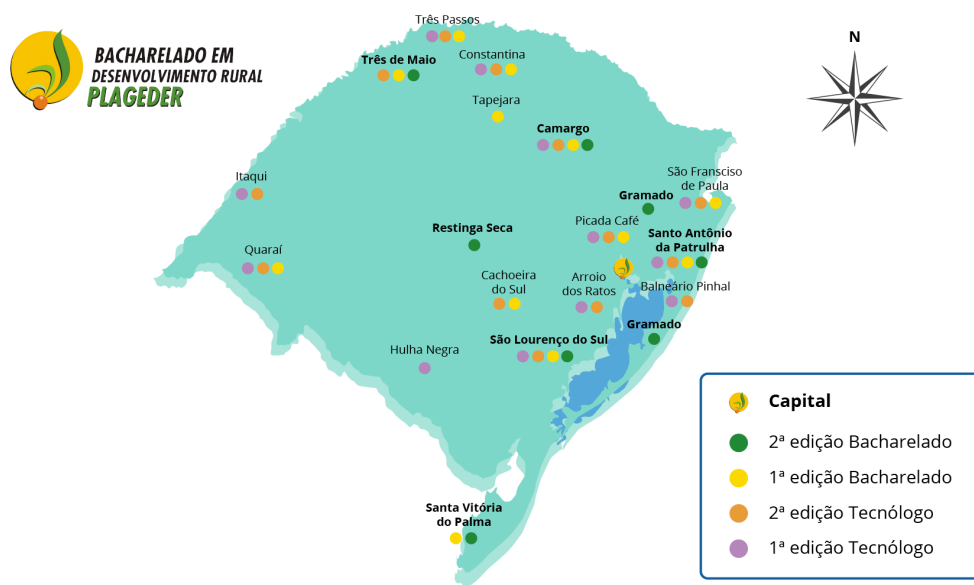 BACHARELADO EM
DESENVOLVIMENTO RURAL
PLAGEDER
N
Três Passos
Três de Maio
Constantina
Tapejara
Camargo
Itaqui
São Fransciso
de Paula
Gramado
Picada Café
Restinga Seca
Santo Antônio
da Patrulha
Quaraí
Cachoeira
do Sul
Arroio
dos Ratos
Balneário Pinhal
Gramado
São Lourenço do Sul
Hulha Negra
Santa Vitória
do Palma
Capital
2ª edição Bacharelado
1ª edição Bacharelado
2ª edição Tecnólogo
1ª edição Tecnólogo